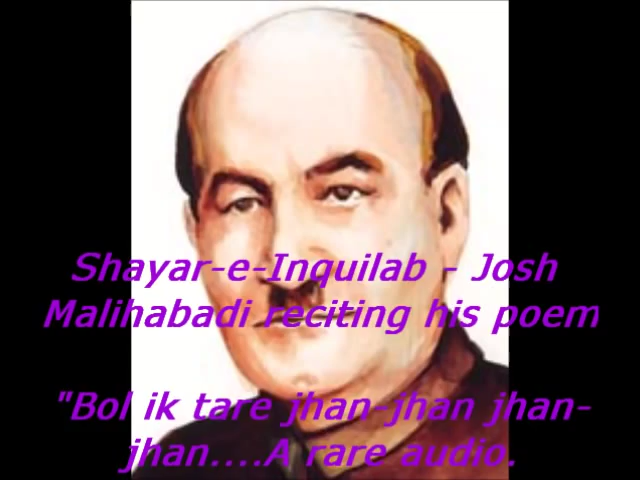 Shayar-e-Inquilab - Josh
Malihabadi reciting his poem
"Bol ik tare jhan-jhan jhan-
jhan....A rare audio.